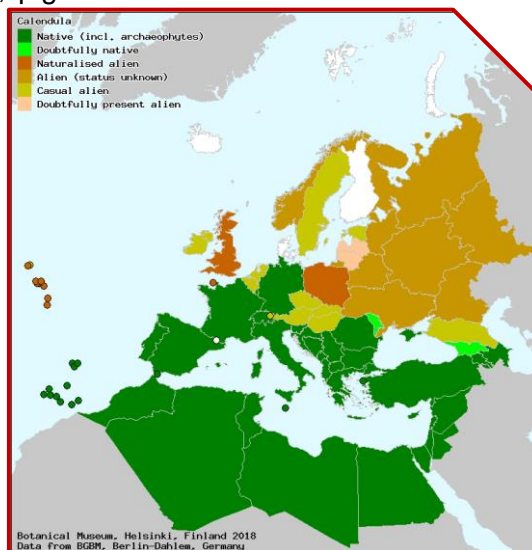 Calendula
Native (incl. archaeophytes)
Doubtfully native
Naturalised alien
Alien (status unknown)
Casual alien
Doubtfully present alien
Botanical Museum, Helsinki, Finland 2018
Data from BGBM, Berlin-Dahlem, Germany